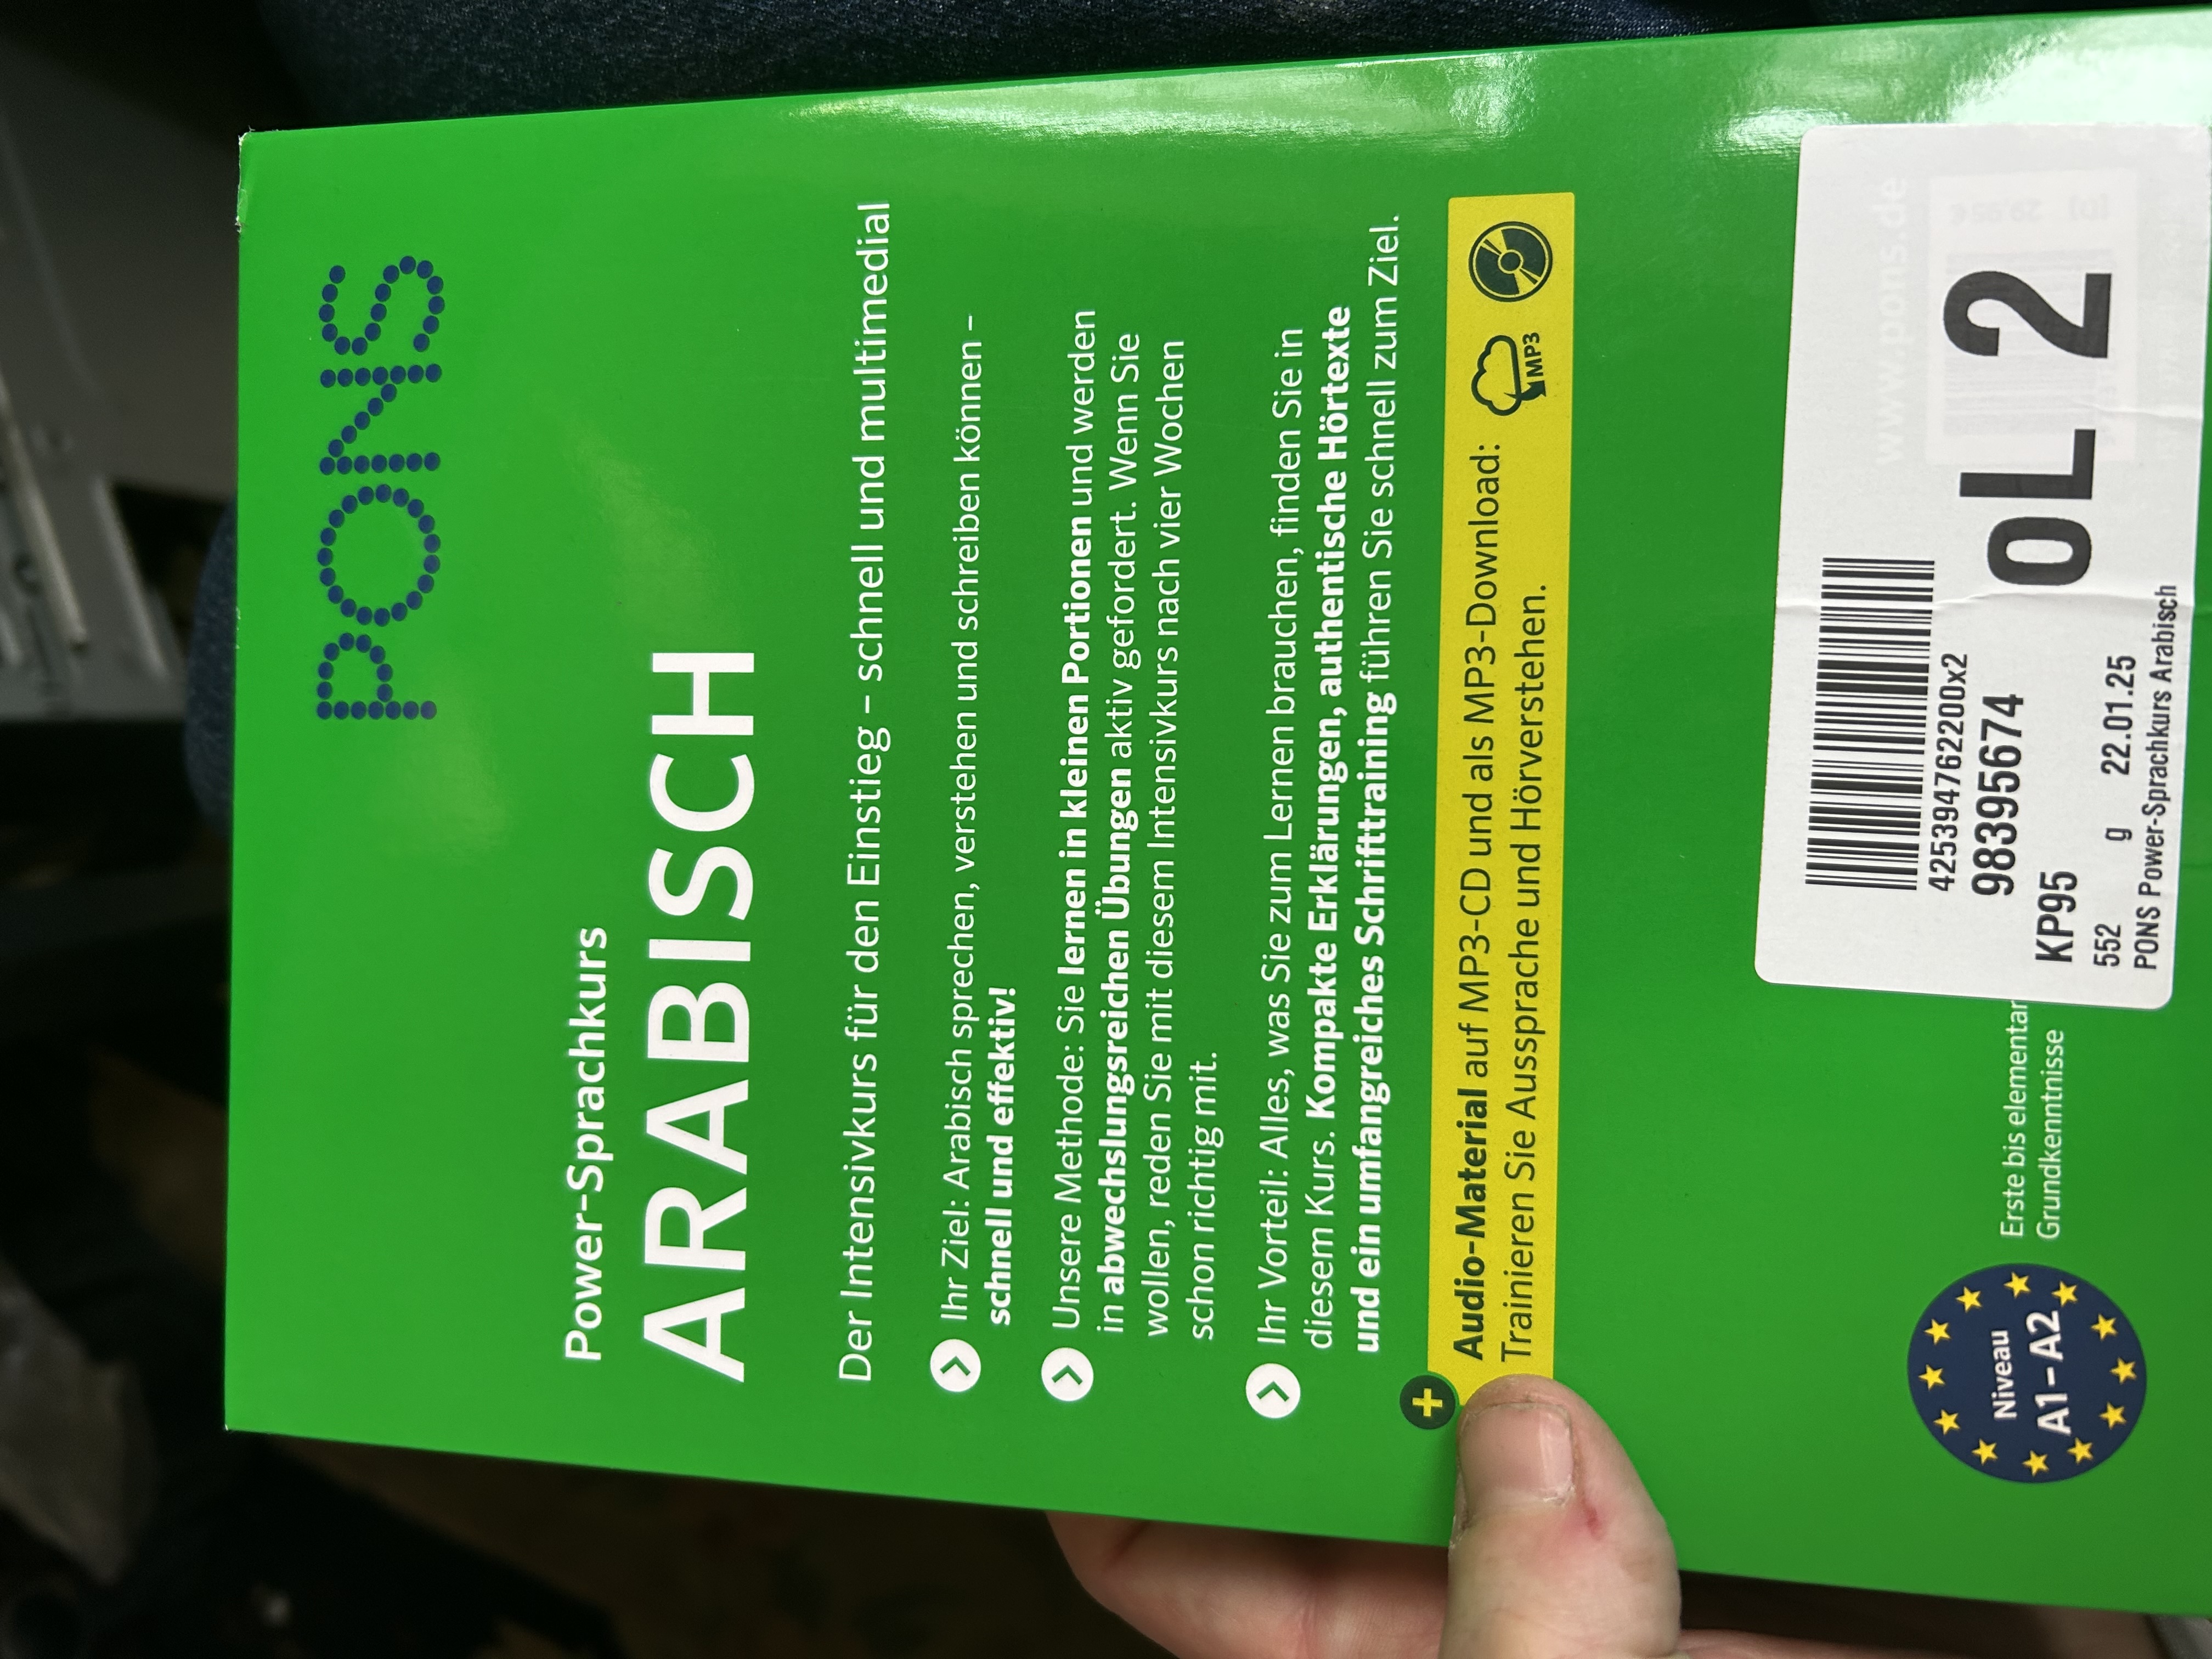 PONS
Power-Sprachkurs
ARABISCH
Der Intensivkurs für den Einstieg – schnell und multimedial
Ihr Ziel: Arabisch sprechen, verstehen und schreiben können –
schnell und effektiv!
Unsere Methode: Sie lernen in kleinen Portionen und werden
in abwechslungsreichen Übungen aktiv gefordert. Wenn Sie
wollen, reden Sie mit diesem Intensivkurs nach vier Wochen
schon richtig mit.
Ihr Vorteil: Alles, was Sie zum Lernen brauchen, finden Sie in
diesem Kurs. Kompakte Erklärungen, authentische Hörtexte
und ein umfangreiches Schrifttraining führen Sie schnell zum Ziel.
+
Audio-Material auf MP3-CD und als MP3-Download:
Trainieren Sie Aussprache und Hörverstehen.
MP3
Niveau
A1–A2
Erste bis elementar
Grundkenntnisse
www.pons.de
425394762200x2
98395674
KP95
oL 2
552 g 22.01.25
PONS Power-Sprachkurs Arabisch